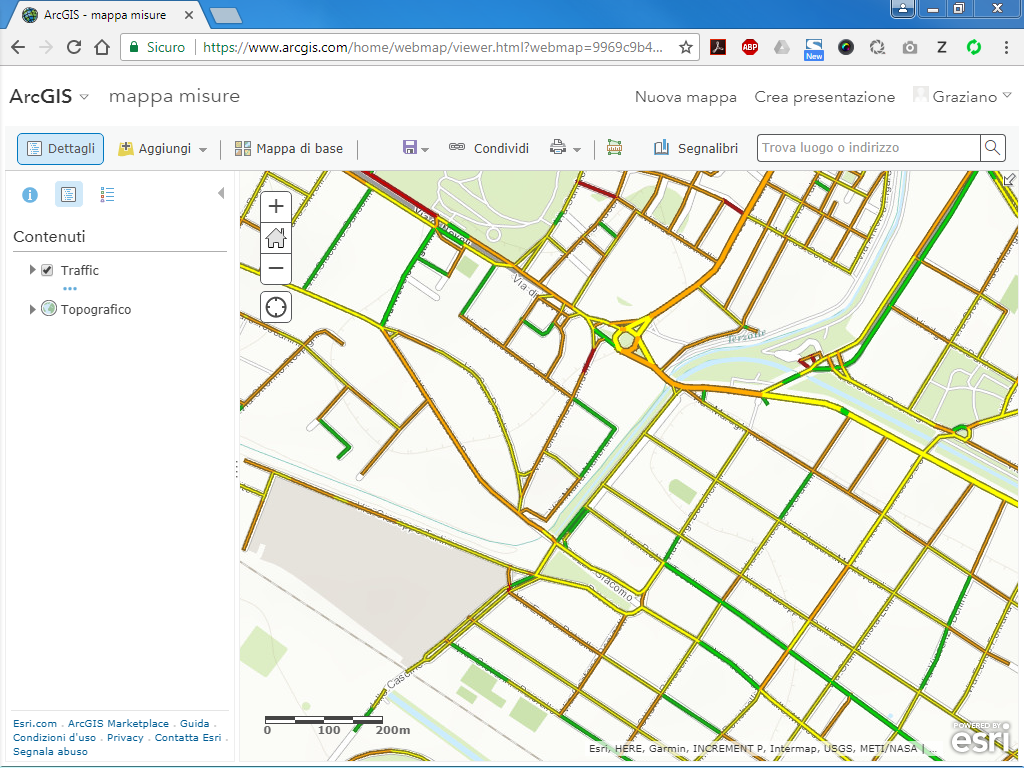 ArcGIS - mappa misure
Sicuro
https://www.arcgis.com/home/webmap/viewer.html?webmap=9969c9b4...
ABP
New
Z
ArcGIS
mappa misure
Nuova mappa
Crea presentazione
Graziano
Dettagli
Aggiungi
Mappa di base
Condividi
Segnalibri
Trova luogo o indirizzo
Contenuti
Traffic
Topografico
Terzolle
Giacomo
0 100 200m
Esri.com . ArcGIS Marketplace . Guida .
Condizioni d'uso . Privacy . Contatta Esri .
Segnala abuso
Esri, HERE, Garmin, INCREMENT P, Intermap, USGS, METI/NASA | ...
POWERED BY
esri